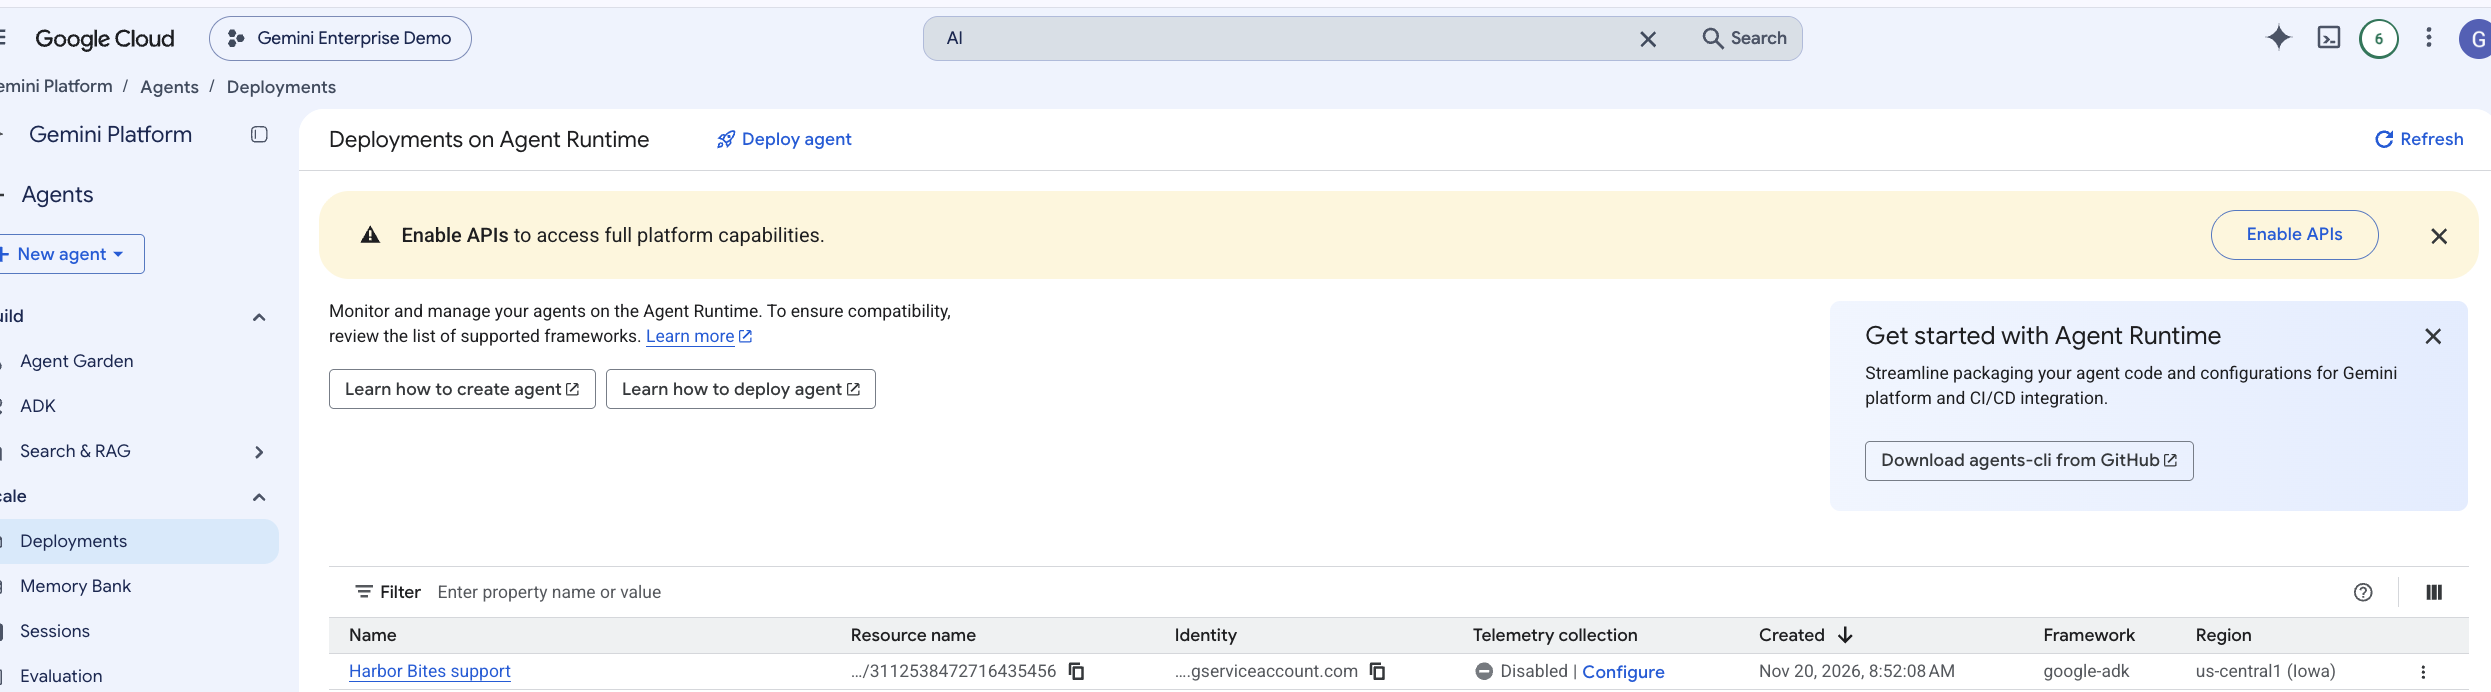 Google Cloud
Gemini Enterprise Demo
AI
Search
6
G
emini Platform / Agents / Deployments
Gemini Platform
Agents
New agent
uild
Agent Garden
ADK
Search & RAG
cale
Deployments
Memory Bank
Sessions
Evaluation
Deployments on Agent Runtime
Deploy agent
Refresh
Enable APIs to access full platform capabilities.
Enable APIs
Monitor and manage your agents on the Agent Runtime. To ensure compatibility,
review the list of supported frameworks. Learn more
Learn how to create agent
Learn how to deploy agent
Get started with Agent Runtime
Streamline packaging your agent code and configurations for Gemini
platform and CI/CD integration.
Download agents-cli from GitHub
Filter Enter property name or value
Name Resource name Identity Telemetry collection Created Framework Region
Harbor Bites support .../3112538472716435456 ....gserviceaccount.com Disabled | Configure Nov 20, 2026, 8:52:08 AM google-adk us-central1 (Iowa)